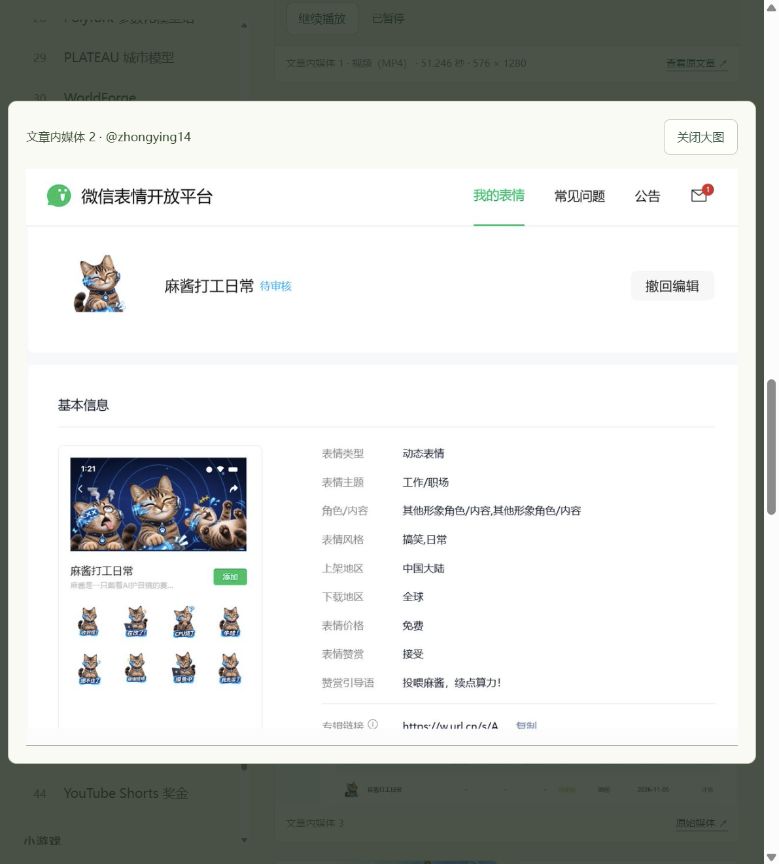 29 PLATEAU 城市模型
30 WorldForge
继续播放 已暂停
文章内媒体 1 · 视频（MP4） · 51.246 秒 · 576 × 1280
查看原文章 ↗
文章内媒体 2 · @zhongying14
关闭大图
微信表情开放平台
我的表情 常见问题 公告 1
麻酱打工日常 待审核
撤回编辑
基本信息
1:21
麻酱打工日常
添加
表情类型 动态表情
表情主题 工作/职场
角色/内容 其他形象角色/内容,其他形象角色/内容
表情风格 搞笑,日常
上架地区 中国大陆
下载地区 全球
表情价格 免费
表情赞赏 接受
赞赏引导语 投喂麻酱，续点算力！
专辑链接 https://w.url.cn/s/A 复制
44 YouTube Shorts 奖金
小游戏
文章内媒体 3
原始媒体 ↗